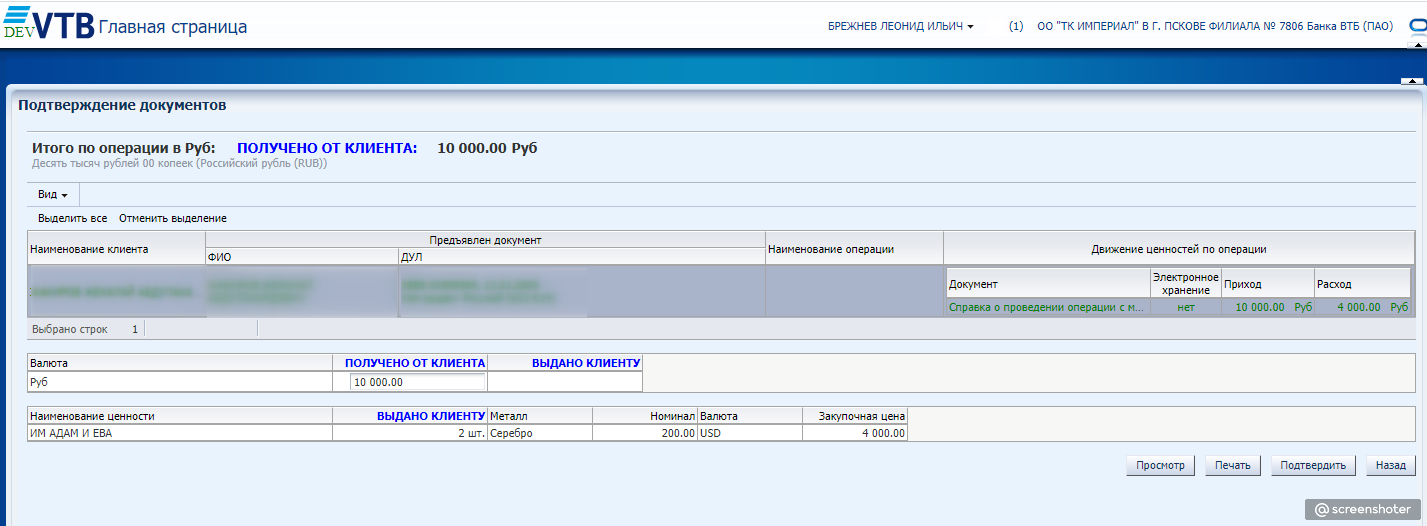 DEV VTB Главная страница
БРЕЖНЕВ ЛЕОНИД ИЛЬИЧ (1) ОО "ТК ИМПЕРИАЛ" В Г. ПСКОВЕ ФИЛИАЛА № 7806 Банка ВТБ (ПАО)
Подтверждение документов
Итого по операции в Руб: ПОЛУЧЕНО ОТ КЛИЕНТА: 10 000.00 Руб
Десять тысяч рублей 00 копеек (Российский рубль (RUB))
Вид
Выделить все Отменить выделение
Наименование клиента Предъявлен документ Наименование операции Движение ценностей по операции
ФИО ДУЛ
Документ Электронное хранение Приход Расход
Справка о проведении операции с м... нет 10 000.00 Руб 4 000.00 Руб
Выбрано строк 1
Валюта ПОЛУЧЕНО ОТ КЛИЕНТА ВЫДАНО КЛИЕНТУ
Руб 10 000.00
Наименование ценности ВЫДАНО КЛИЕНТУ Металл Номинал Валюта Закупочная цена
ИМ АДАМ И ЕВА 2 шт. Серебро 200.00 USD 4 000.00
Просмотр Печать Подтвердить Назад
@screenshoter